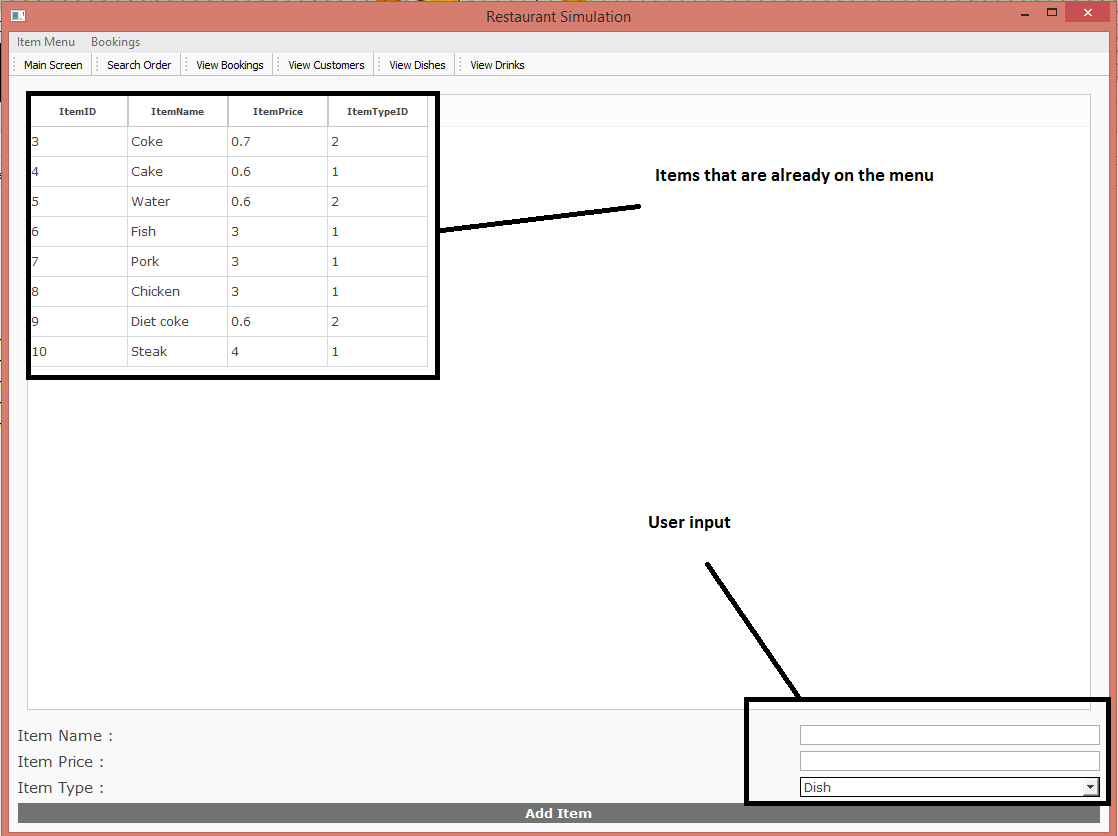 Restaurant Simulation
Item Menu Bookings
Main Screen Search Order View Bookings View Customers View Dishes View Drinks
ItemID ItemName ItemPrice ItemTypeID
3 Coke 0.7 2
4 Cake 0.6 1
Items that are already on the menu
5 Water 0.6 2
6 Fish 3 1
7 Pork 3 1
8 Chicken 3 1
9 Diet coke 0.6 2
10 Steak 4 1
User input
Item Name :
Item Price :
Item Type : Dish
Add Item